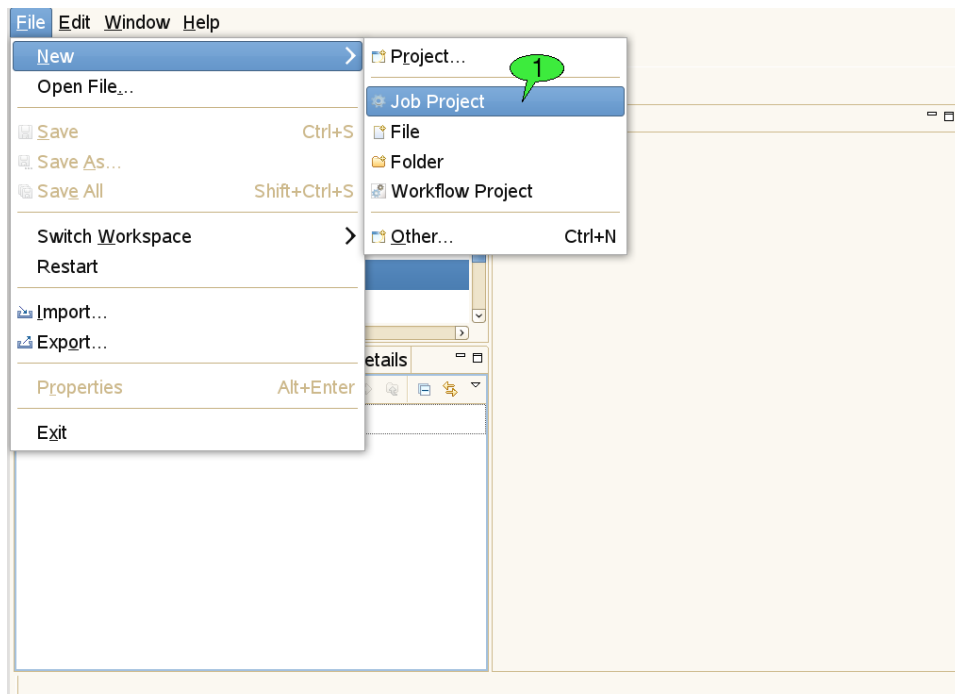 File Edit Window Help
New
Open File...
Save Ctrl+S
Save As...
Save All Shift+Ctrl+S
Switch Workspace
Restart
Import...
Export...
Properties Alt+Enter
Exit
Project...
1
Job Project
File
Folder
Workflow Project
Other... Ctrl+N
etails